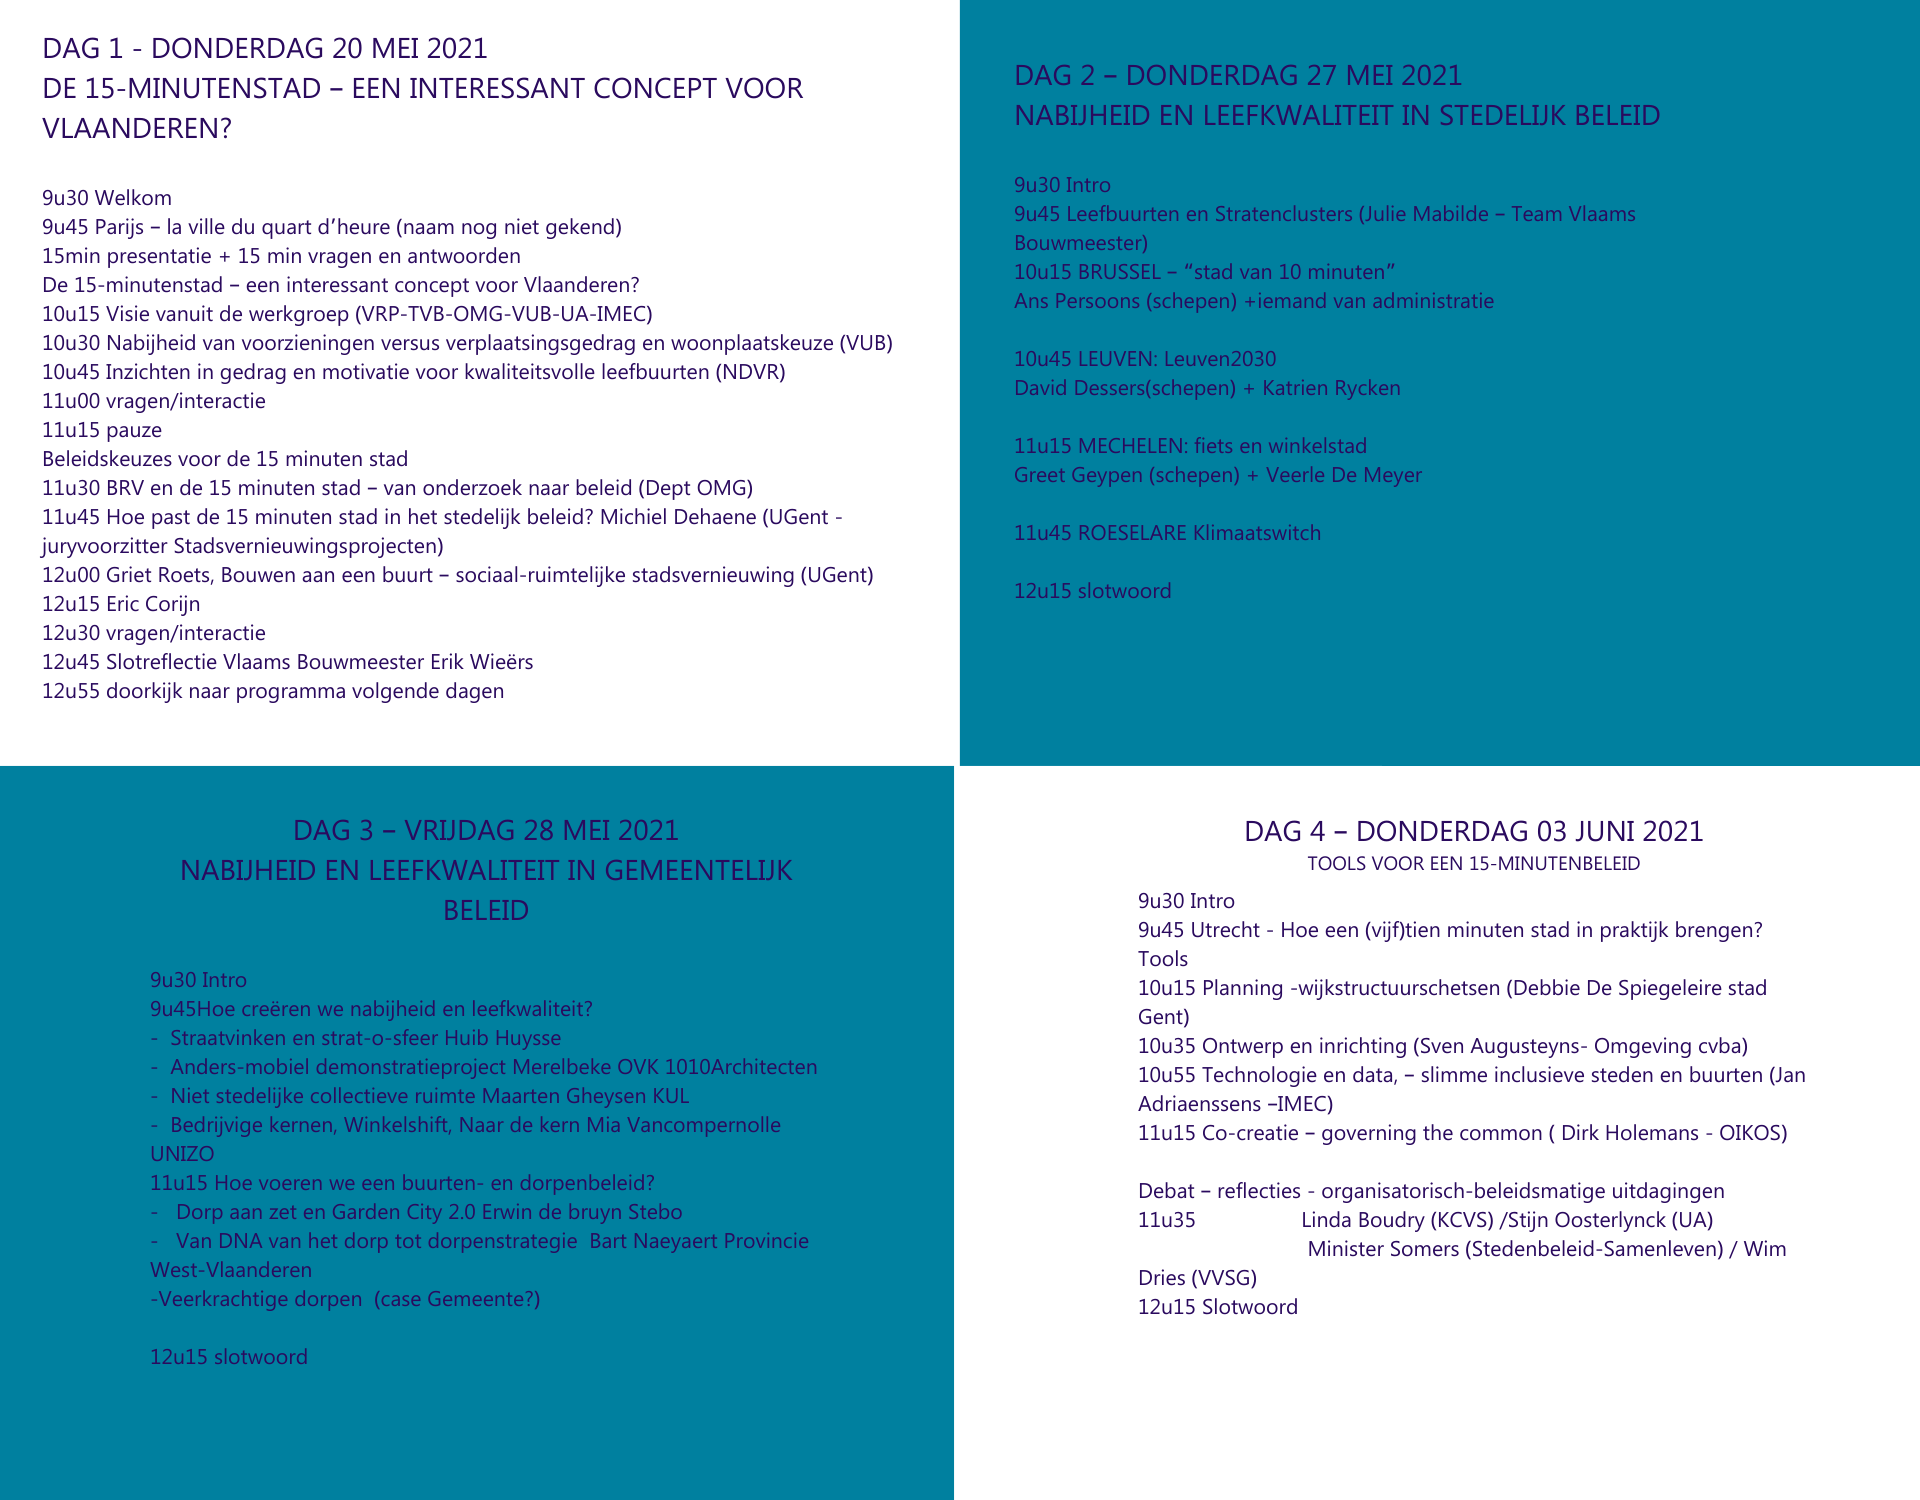 DAG 1 - DONDERDAG 20 MEI 2021
DE 15-MINUTENSTAD – EEN INTERESSANT CONCEPT VOOR
VLAANDEREN?
9u30 Welkom
9u45 Parijs – la ville du quart d’heure (naam nog niet gekend)
15min presentatie + 15 min vragen en antwoorden
De 15-minutenstad – een interessant concept voor Vlaanderen?
10u15 Visie vanuit de werkgroep (VRP-TVB-OMG-VUB-UA-IMEC)
10u30 Nabijheid van voorzieningen versus verplaatsingsgedrag en woonplaatskeuze (VUB)
10u45 Inzichten in gedrag en motivatie voor kwaliteitsvolle leefbuurten (NDVR)
11u00 vragen/interactie
11u15 pauze
Beleidskeuzes voor de 15 minuten stad
11u30 BRV en de 15 minuten stad – van onderzoek naar beleid (Dept OMG)
11u45 Hoe past de 15 minuten stad in het stedelijk beleid? Michiel Dehaene (UGent -
juryvoorzitter Stadsvernieuwingsprojecten)
12u00 Griet Roets, Bouwen aan een buurt – sociaal-ruimtelijke stadsvernieuwing (UGent)
12u15 Eric Corijn
12u30 vragen/interactie
12u45 Slotreflectie Vlaams Bouwmeester Erik Wieërs
12u55 doorkijk naar programma volgende dagen
DAG 2 – DONDERDAG 27 MEI 2021
NABIJHEID EN LEEFKWALITEIT IN STEDELIJK BELEID
9u30 Intro
9u45 Leefbuurten en Stratenclusters (Julie Mabilde – Team Vlaams
Bouwmeester)
10u15 BRUSSEL – “stad van 10 minuten”
Ans Persoons (schepen) +iemand van administratie
10u45 LEUVEN: Leuven2030
David Dessers(schepen) + Katrien Rycken
11u15 MECHELEN: fiets en winkelstad
Greet Geypen (schepen) + Veerle De Meyer
11u45 ROESELARE Klimaatswitch
12u15 slotwoord
DAG 3 – VRIJDAG 28 MEI 2021
NABIJHEID EN LEEFKWALITEIT IN GEMEENTELIJK
BELEID
9u30 Intro
9u45Hoe creëren we nabijheid en leefkwaliteit?
- Straatvinken en strat-o-sfeer Huib Huysse
- Anders-mobiel demonstratieproject Merelbeke OVK 1010Architecten
- Niet stedelijke collectieve ruimte Maarten Gheysen KUL
- Bedrijvige kernen, Winkelshift, Naar de kern Mia Vancompernolle
UNIZO
11u15 Hoe voeren we een buurten- en dorpenbeleid?
- Dorp aan zet en Garden City 2.0 Erwin de bruyn Stebo
- Van DNA van het dorp tot dorpenstrategie Bart Naeyaert Provincie
West-Vlaanderen
-Veerkrachtige dorpen (case Gemeente?)
12u15 slotwoord
DAG 4 – DONDERDAG 03 JUNI 2021
TOOLS VOOR EEN 15-MINUTENBELEID
9u30 Intro
9u45 Utrecht - Hoe een (vijf)tien minuten stad in praktijk brengen?
Tools
10u15 Planning -wijkstructuurschetsen (Debbie De Spiegeleire stad
Gent)
10u35 Ontwerp en inrichting (Sven Augusteyns- Omgeving cvba)
10u55 Technologie en data, – slimme inclusieve steden en buurten (Jan
Adriaenssens –IMEC)
11u15 Co-creatie – governing the common ( Dirk Holemans - OIKOS)
Debat – reflecties - organisatorisch-beleidsmatige uitdagingen
11u35 Linda Boudry (KCVS) /Stijn Oosterlynck (UA)
Minister Somers (Stedenbeleid-Samenleven) / Wim
Dries (VVSG)
12u15 Slotwoord